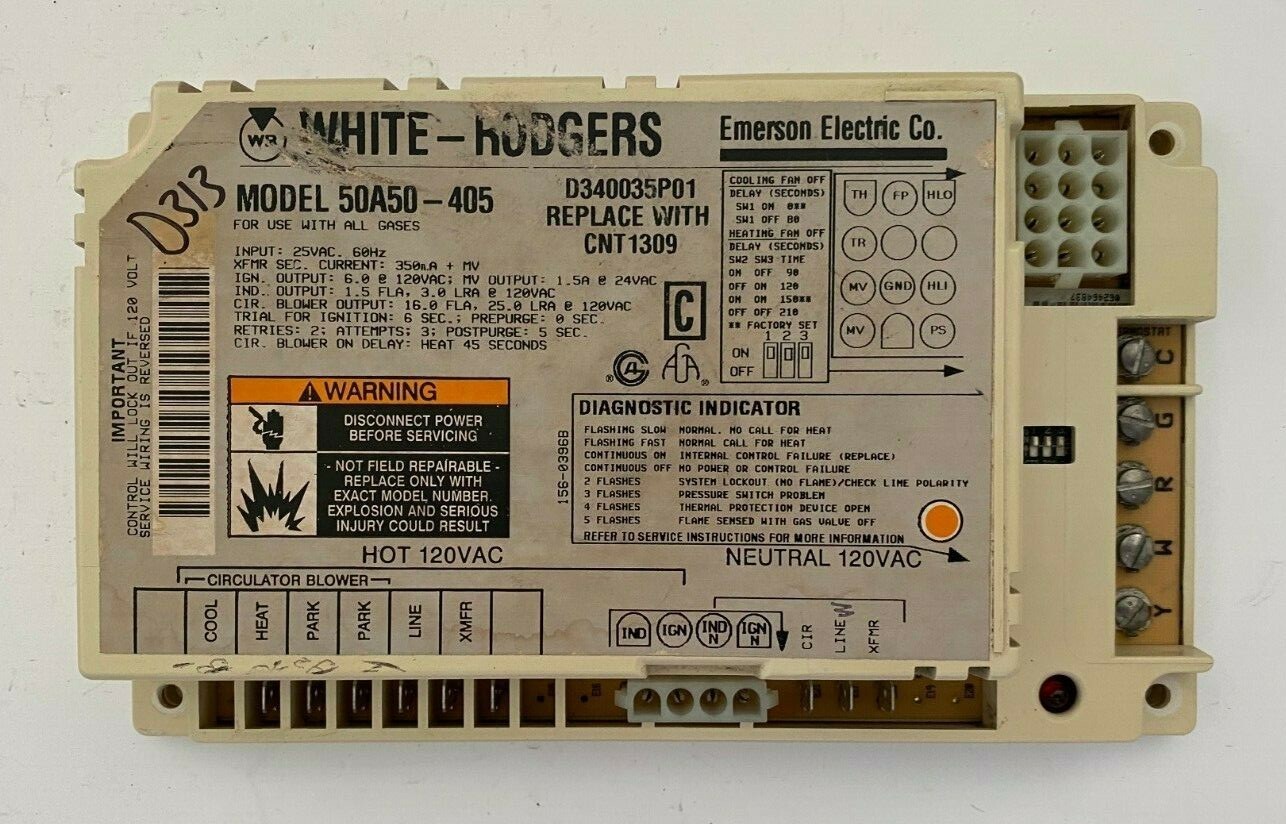 WR
WHITE-RODGERS
Emerson Electric Co.
D313
MODEL 50A50-405
FOR USE WITH ALL GASES
D340035P01
REPLACE WITH
CNT1309
INPUT: 25VAC. 60Hz
XFMR SEC. CURRENT: 350mA + MV
IGN. OUTPUT: 6.0 @ 120VAC; MV OUTPUT: 1.5A @ 24VAC
IND. OUTPUT: 1.5 FLA, 3.0 LRA @ 120VAC
CIR. BLOWER OUTPUT: 16.0 FLA, 25.0 LRA @ 120VAC
TRIAL FOR IGNITION: 6 SEC.; PREPURGE: 0 SEC.
RETRIES: 2; ATTEMPTS: 3; POSTPURGE: 5 SEC.
CIR. BLOWER ON DELAY: HEAT 45 SECONDS
C
COOLING FAN OFF
DELAY (SECONDS)
SW1 ON 0**
SW1 OFF 80
HEATING FAN OFF
DELAY (SECONDS)
SW2 SW3 TIME
ON OFF 90
OFF ON 120
ON ON 150**
OFF OFF 210
** FACTORY SET
1 2 3
ON
OFF
TH FP HLO
TR
MV GND HLI
MV PS
IMPORTANT
CONTROL WILL LOCK OUT IF 120 VOLT
SERVICE WIRING IS REVERSED
WARNING
DISCONNECT POWER
BEFORE SERVICING
- NOT FIELD REPAIRABLE -
REPLACE ONLY WITH
EXACT MODEL NUMBER.
EXPLOSION AND SERIOUS
INJURY COULD RESULT
156-0396B
DIAGNOSTIC INDICATOR
FLASHING SLOW NORMAL. NO CALL FOR HEAT
FLASHING FAST NORMAL CALL FOR HEAT
CONTINUOUS ON INTERNAL CONTROL FAILURE (REPLACE)
CONTINUOUS OFF NO POWER OR CONTROL FAILURE
2 FLASHES SYSTEM LOCKOUT (NO FLAME)/CHECK LINE POLARITY
3 FLASHES PRESSURE SWITCH PROBLEM
4 FLASHES THERMAL PROTECTION DEVICE OPEN
5 FLASHES FLAME SENSED WITH GAS VALVE OFF
REFER TO SERVICE INSTRUCTIONS FOR MORE INFORMATION
HOT 120VAC
NEUTRAL 120VAC
CIRCULATOR BLOWER
COOL
HEAT
PARK
PARK
LINE
XMFR
IND IGN IND N IGN N
CIR
LINE W
XFMR
C
G
R
W
Y
E16
E19
E20